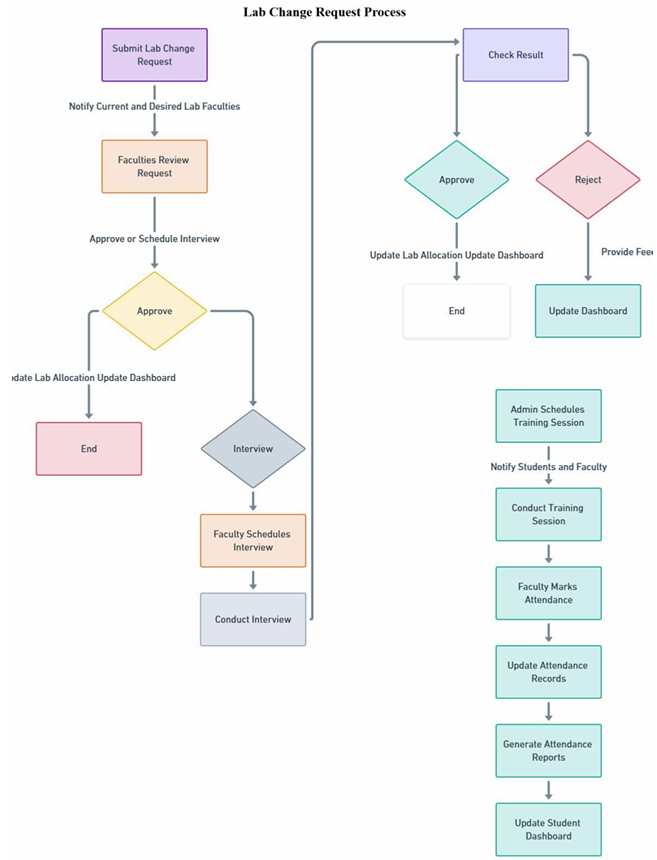 Lab Change Request Process
Submit Lab Change
Request
Notify Current and Desired Lab Faculties
Faculties Review
Request
Approve or Schedule Interview
Approve
Lab Allocation Update Dashboard
End
Interview
Faculty Schedules
Interview
Conduct Interview
Check Result
Approve
Reject
Update Lab Allocation Update Dashboard
Provide
End
Update Dashboard
Admin Schedules
Training Session
Notify Students and Faculty
Conduct Training
Session
Faculty Marks
Attendance
Update Attendance
Records
Generate Attendance
Reports
Update Student
Dashboard